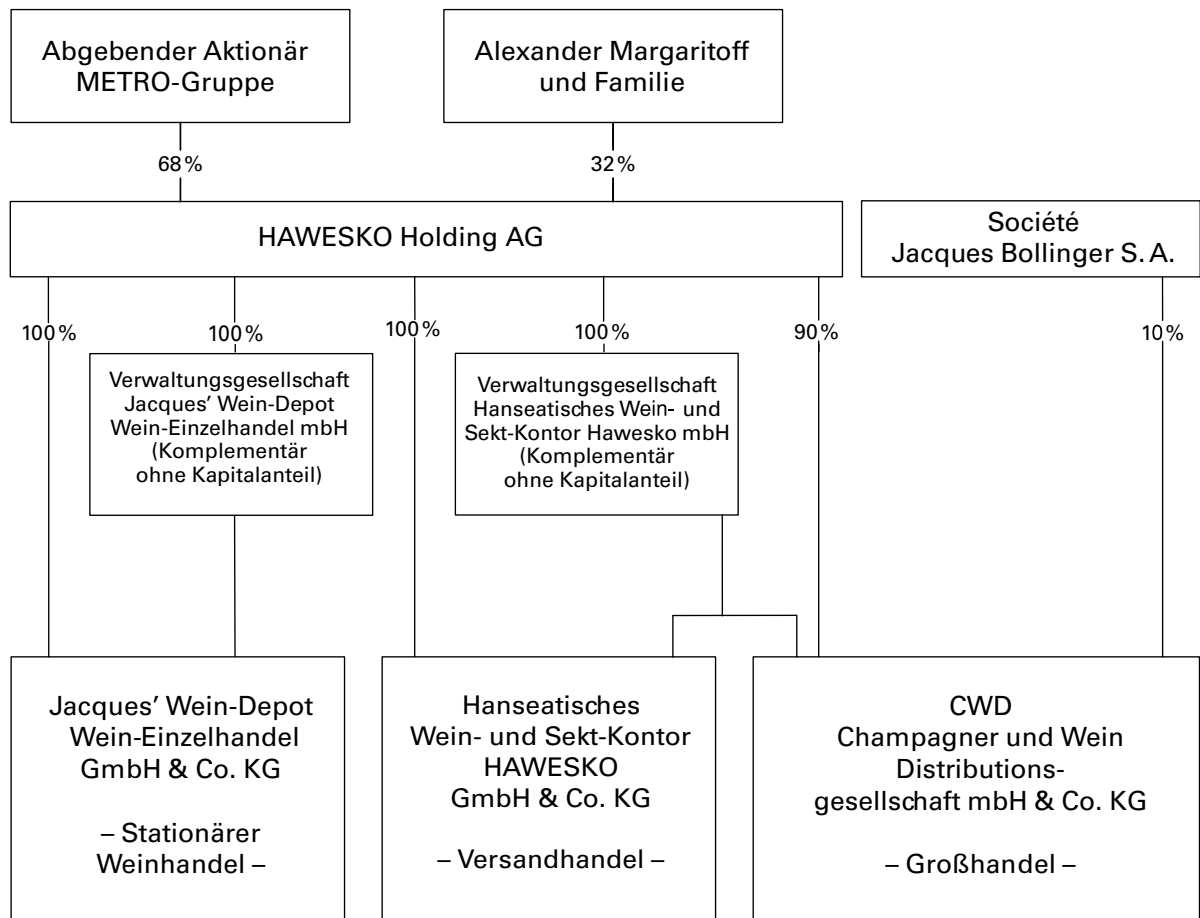 Abgebender Aktionär
METRO-Gruppe
Alexander Margaritoff
und Familie
68 %
32 %
HAWESKO Holding AG
Société
Jacques Bollinger S. A.
100 %
100 %
100 %
100 %
90 %
10 %
Verwaltungsgesellschaft
Jacques’ Wein-Depot
Wein-Einzelhandel mbH
(Komplementär
ohne Kapitalanteil)
Verwaltungsgesellschaft
Hanseatisches Wein- und
Sekt-Kontor Hawesko mbH
(Komplementär
ohne Kapitalanteil)
Jacques’ Wein-Depot
Wein-Einzelhandel
GmbH & Co. KG
– Stationärer
Weinhandel –
Hanseatisches
Wein- und Sekt-Kontor
HAWESKO
GmbH & Co. KG
– Versandhandel –
CWD
Champagner und Wein
Distributions-
gesellschaft mbH & Co. KG
– Großhandel –